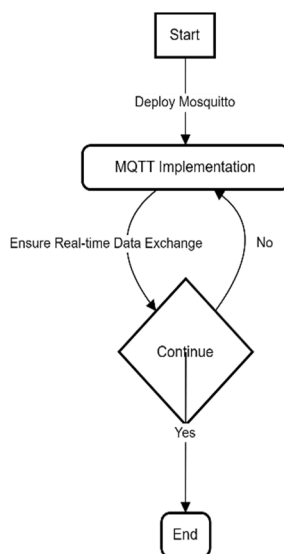 Start
Deploy Mosquitto
MQTT Implementation
Ensure Real-time Data Exchange
No
Continue
Yes
End